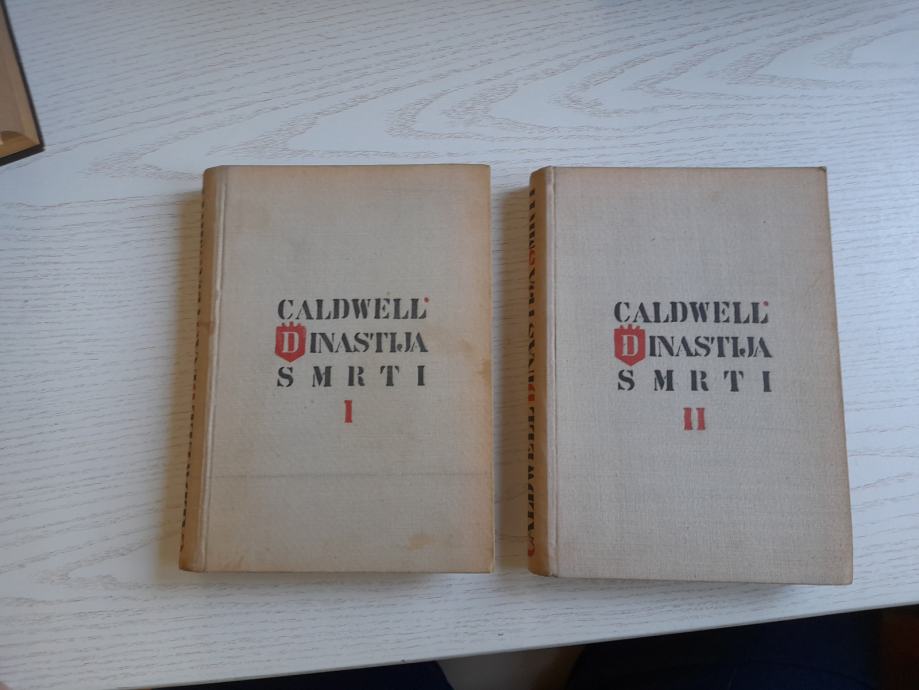 CALDWELL
DINASTIJA
SMRTI
I
CALDWELL
DINASTIJA
SMRTI
II